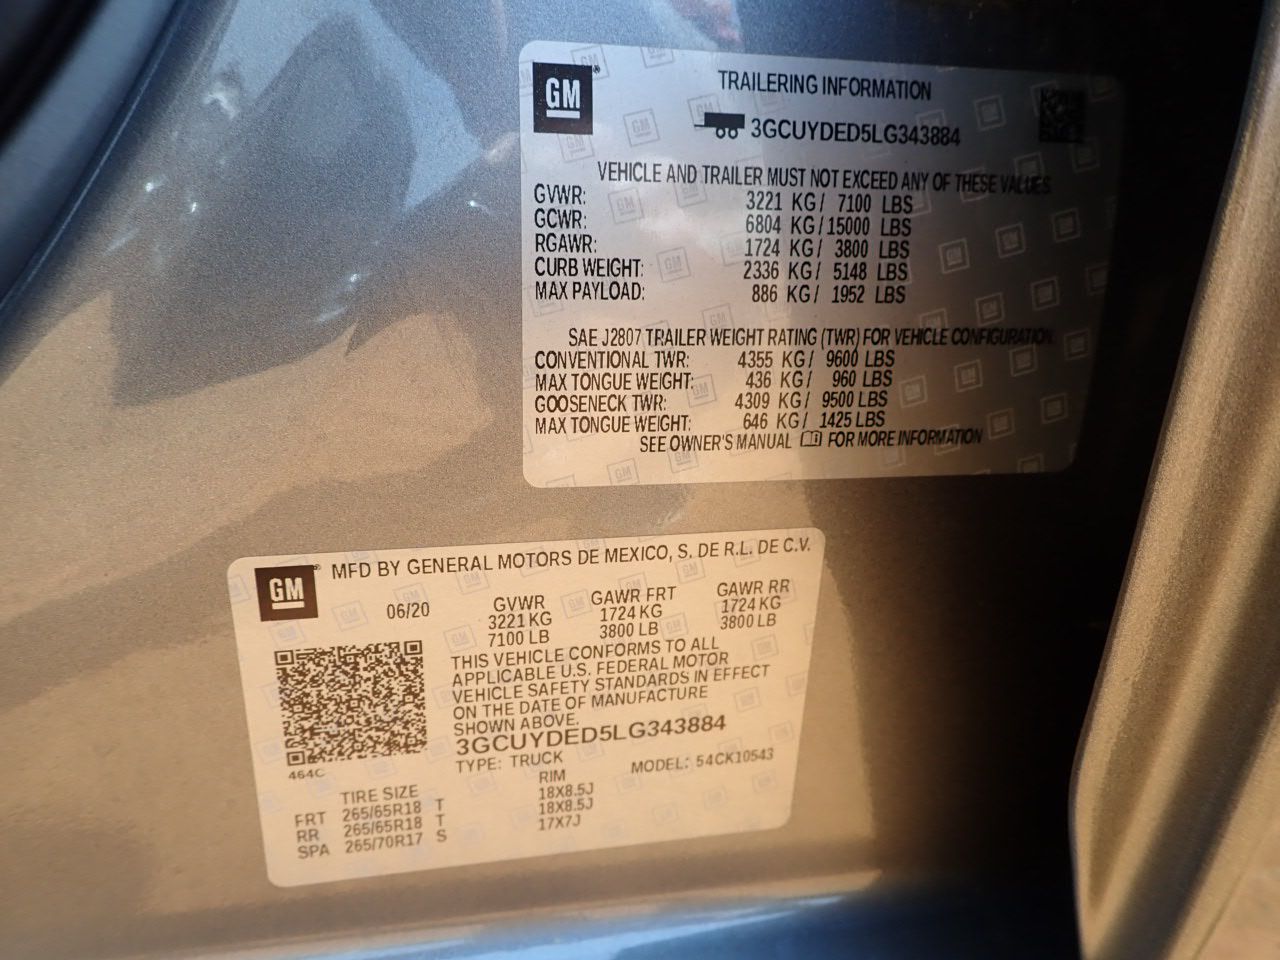 GM
TRAILERING INFORMATION
3GCUYDED5LG343884
VEHICLE AND TRAILER MUST NOT EXCEED ANY OF THESE VALUES
GVWR: 3221 KG/ 7100 LBS
GCWR: 6804 KG/15000 LBS
RGAWR: 1724 KG/ 3800 LBS
CURB WEIGHT: 2336 KG/ 5148 LBS
MAX PAYLOAD: 886 KG/ 1952 LBS
SAE J2807 TRAILER WEIGHT RATING (TWR) FOR VEHICLE CONFIGURATION
CONVENTIONAL TWR: 4355 KG/ 9600 LBS
MAX TONGUE WEIGHT: 436 KG/ 960 LBS
GOOSENECK TWR: 4309 KG/ 9500 LBS
MAX TONGUE WEIGHT: 646 KG/ 1425 LBS
SEE OWNER'S MANUAL FOR MORE INFORMATION
GM
MFD BY GENERAL MOTORS DE MEXICO, S. DE R.L. DE C.V.
06/20 GVWR GAWR FRT GAWR RR
3221 KG 1724 KG 1724 KG
7100 LB 3800 LB 3800 LB
THIS VEHICLE CONFORMS TO ALL
APPLICABLE U.S. FEDERAL MOTOR
VEHICLE SAFETY STANDARDS IN EFFECT
ON THE DATE OF MANUFACTURE
SHOWN ABOVE.
3GCUYDED5LG343884
TYPE: TRUCK MODEL: 54CK10543
464C
TIRE SIZE RIM
FRT 265/65R18 T 18X8.5J
RR 265/65R18 T 18X8.5J
SPA 265/70R17 S 17X7J